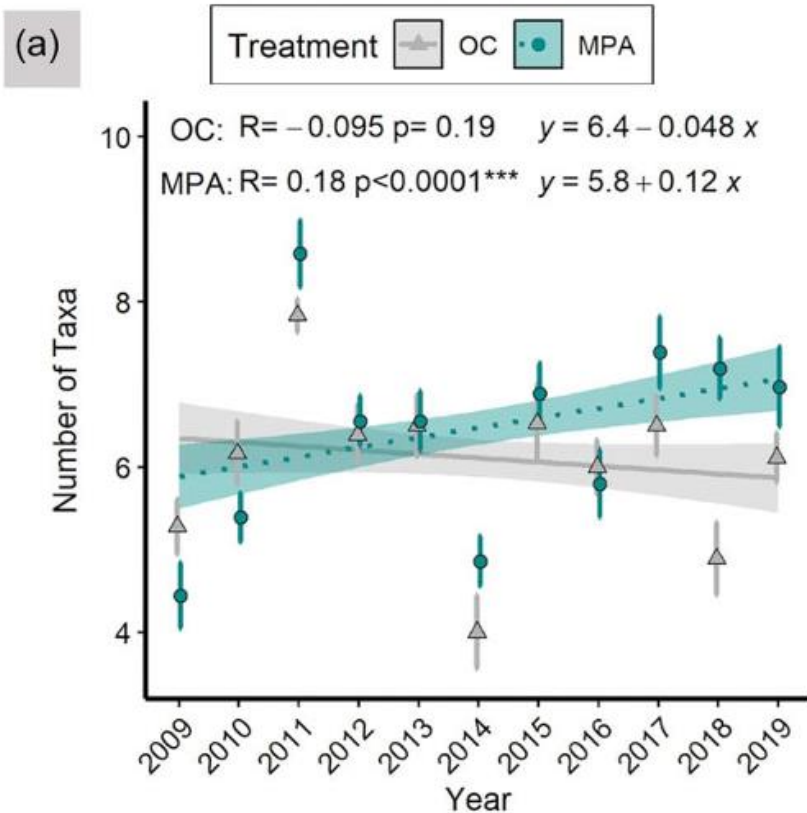 (a)
Treatment OC MPA
OC: R= −0.095 p= 0.19 y = 6.4 − 0.048 x
MPA: R= 0.18 p<0.0001*** y = 5.8 + 0.12 x
10
8
6
4
Number of Taxa
2009 2010 2011 2012 2013 2014 2015 2016 2017 2018 2019
Year